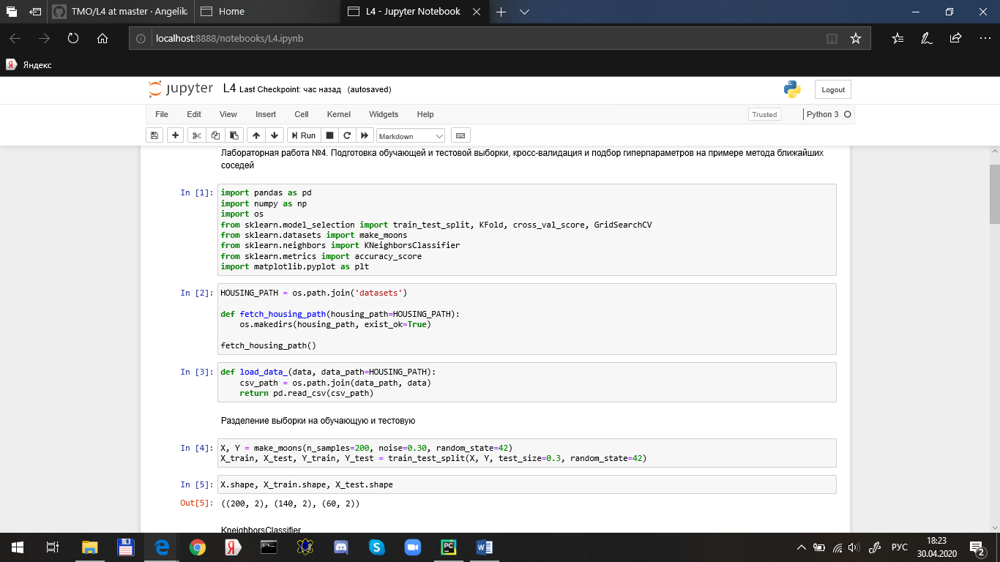 TMO/L4 at master · Angelik
Home
L4 - Jupyter Notebook
localhost:8888/notebooks/L4.ipynb
Яндекс
jupyter L4 Last Checkpoint: час назад (autosaved)
Logout
File Edit View Insert Cell Kernel Widgets Help
Trusted
Python 3
Run
Markdown
Лабораторная работа №4. Подготовка обучающей и тестовой выборки, кросс-валидация и подбор гиперпараметров на примере метода ближайших
соседей
In [1]: import pandas as pd
import numpy as np
import os
from sklearn.model_selection import train_test_split, KFold, cross_val_score, GridSearchCV
from sklearn.datasets import make_moons
from sklearn.neighbors import KNeighborsClassifier
from sklearn.metrics import accuracy_score
import matplotlib.pyplot as plt
In [2]: HOUSING_PATH = os.path.join('datasets')
def fetch_housing_path(housing_path=HOUSING_PATH):
os.makedirs(housing_path, exist_ok=True)
fetch_housing_path()
In [3]: def load_data_(data, data_path=HOUSING_PATH):
csv_path = os.path.join(data_path, data)
return pd.read_csv(csv_path)
Разделение выборки на обучающую и тестовую
In [4]: X, Y = make_moons(n_samples=200, noise=0.30, random_state=42)
X_train, X_test, Y_train, Y_test = train_test_split(X, Y, test_size=0.3, random_state=42)
In [5]: X.shape, X_train.shape, X_test.shape
Out[5]: ((200, 2), (140, 2), (60, 2))
KneighborsClassifier
РУС
18:23
30.04.2020
2